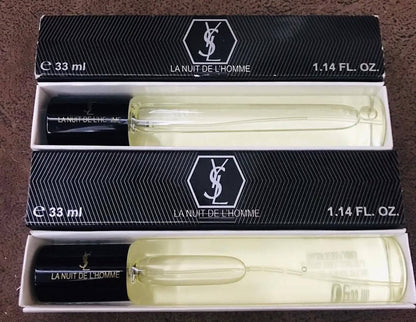 YSL
e 33 ml
LA NUIT DE L'HOMME
1.14 FL. OZ.
LA NUIT DE L'HOMME
YSL
e 33 ml
LA NUIT DE L'HOMME
1.14 FL. OZ.
LA NUIT DE L'HOMME